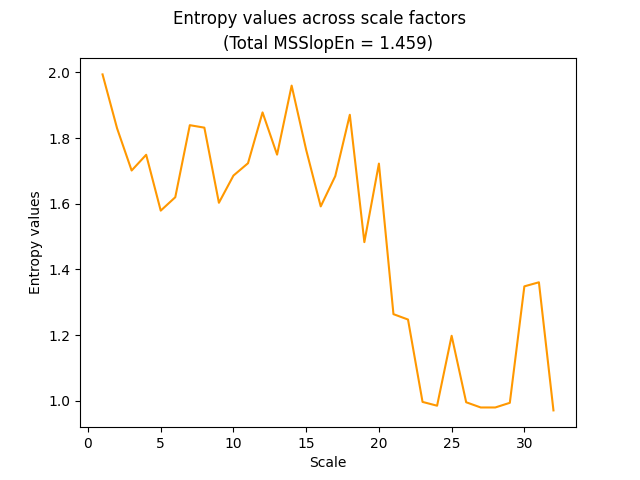 Entropy values across scale factors
(Total MSSlopEn = 1.459)
2.0
1.8
1.6
1.4
1.2
1.0
Entropy values
0 5 10 15 20 25 30
Scale